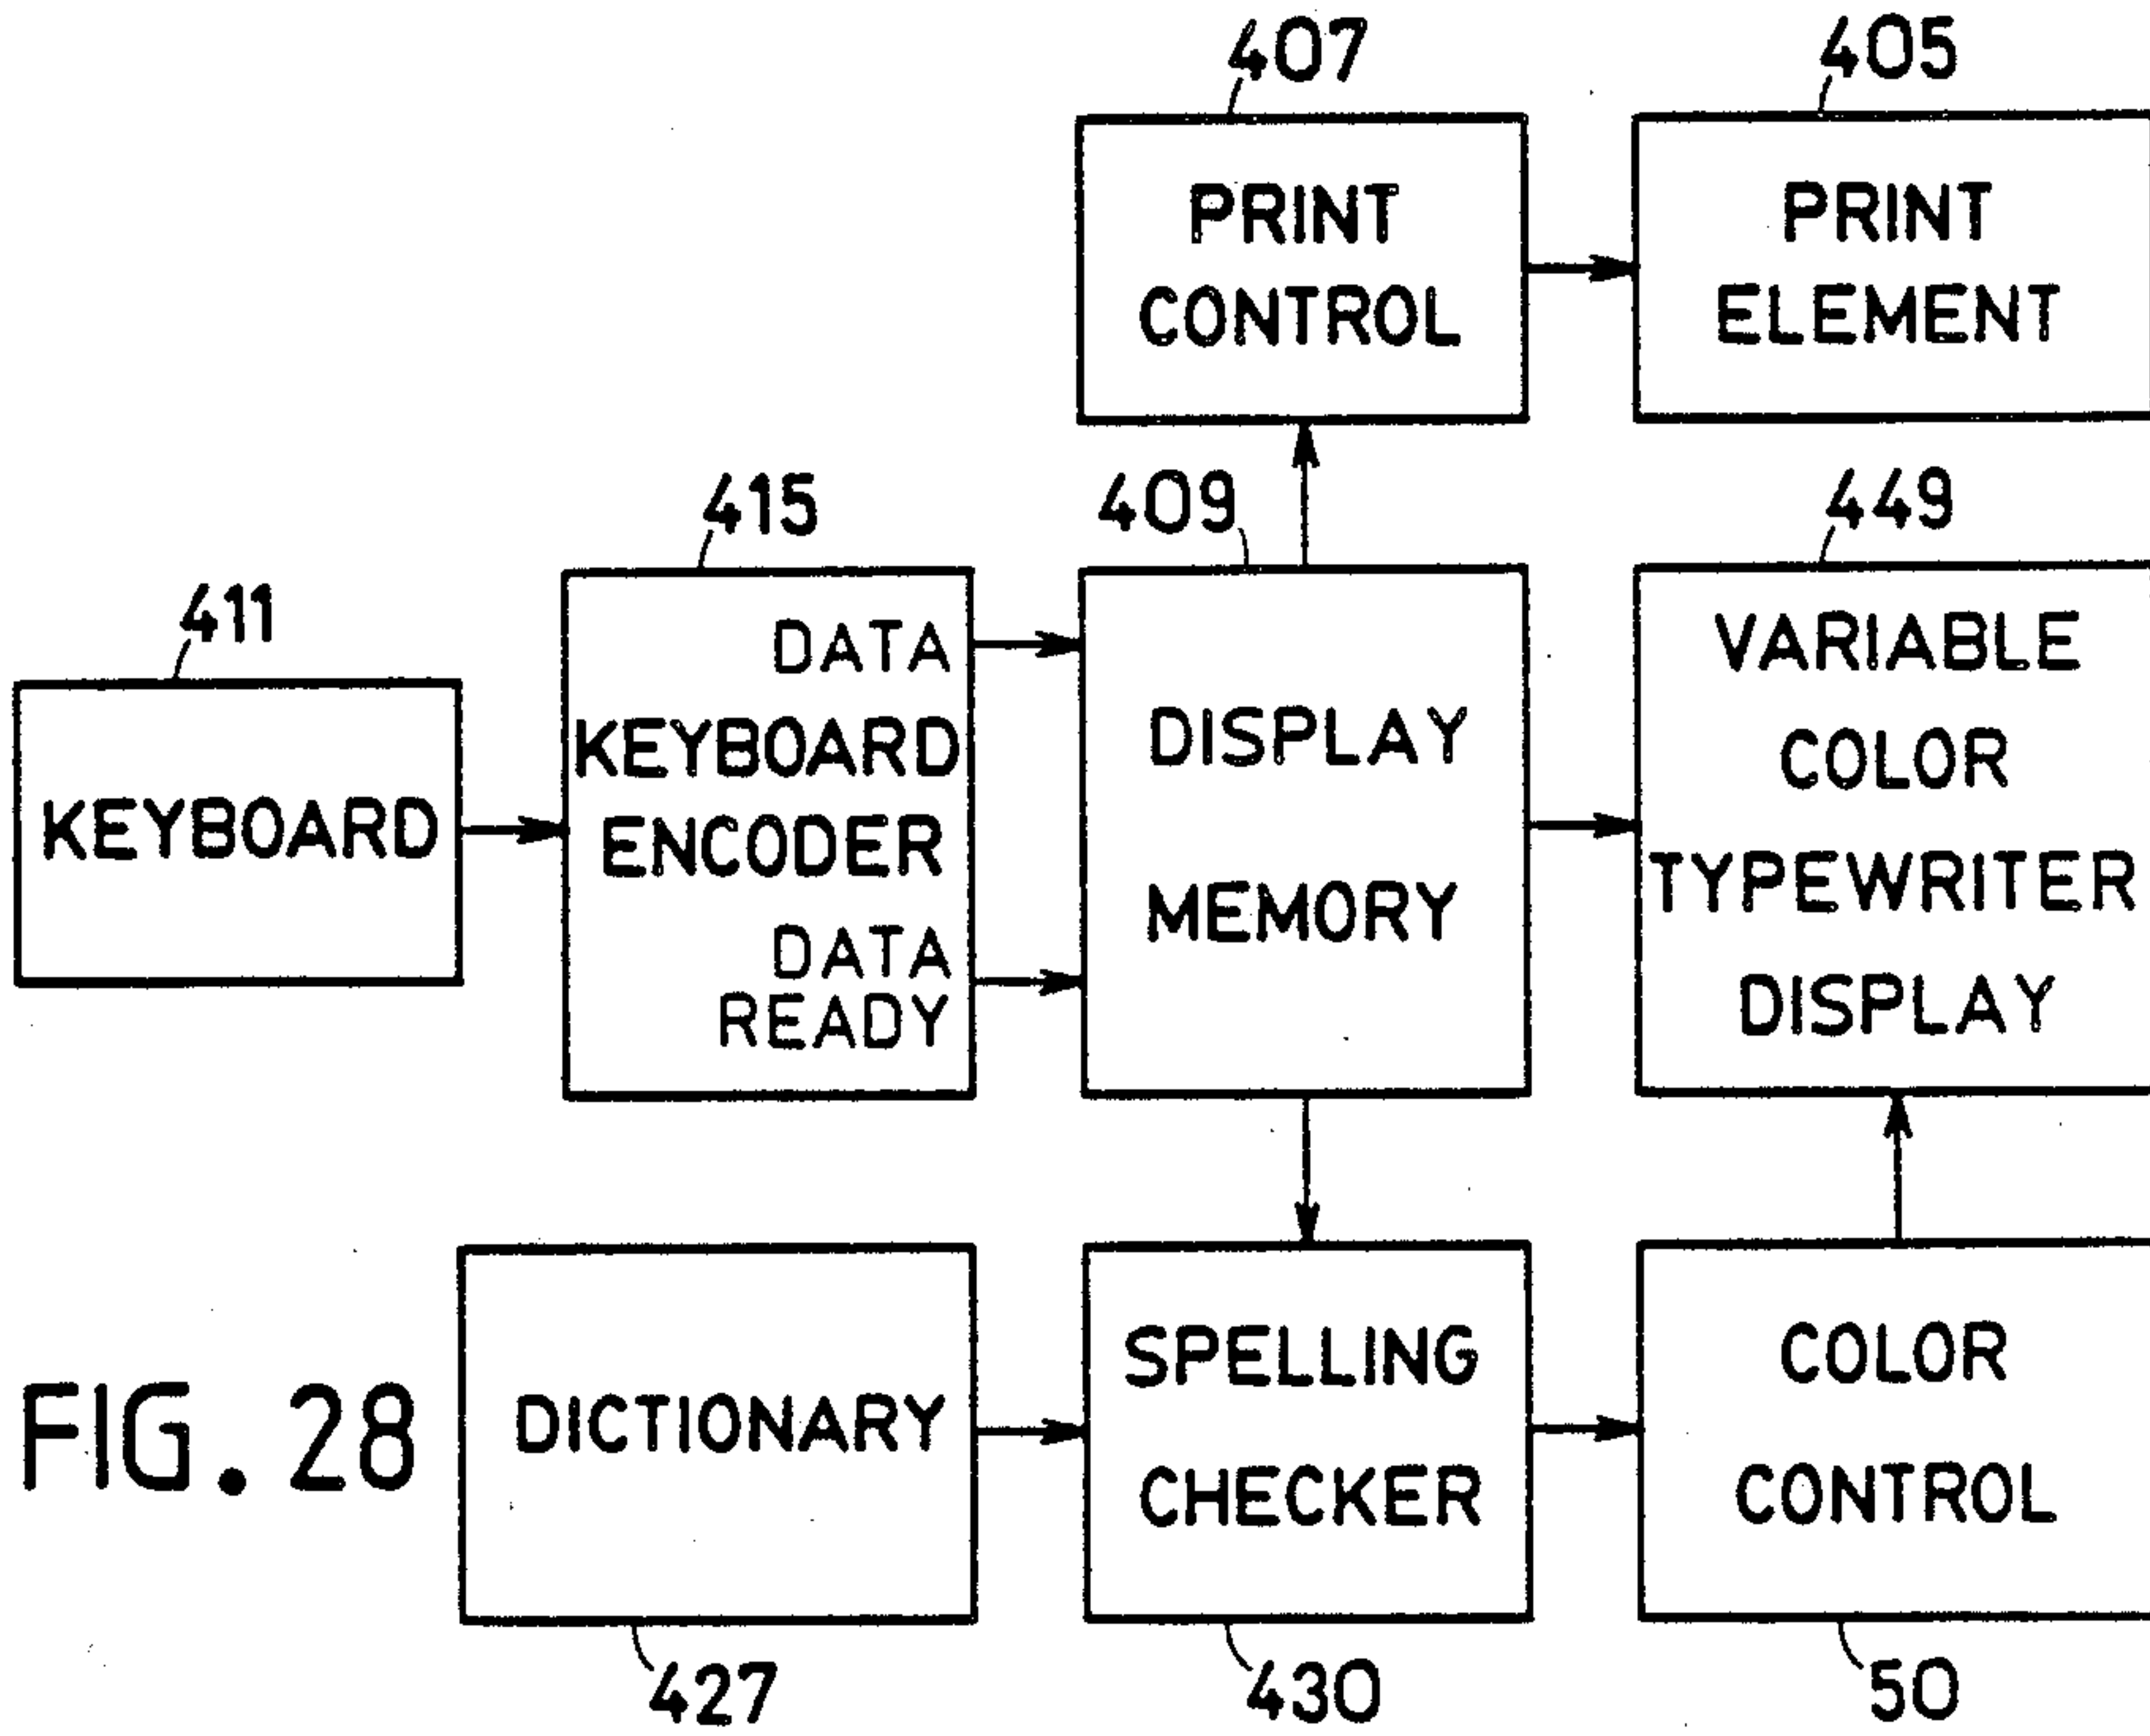 407
405
PRINT
CONTROL
PRINT
ELEMENT
411
415
409
449
KEYBOARD
DATA
KEYBOARD
ENCODER
DATA
READY
DISPLAY
MEMORY
VARIABLE
COLOR
TYPEWRITER
DISPLAY
FIG. 28
DICTIONARY
SPELLING
CHECKER
COLOR
CONTROL
427
430
50